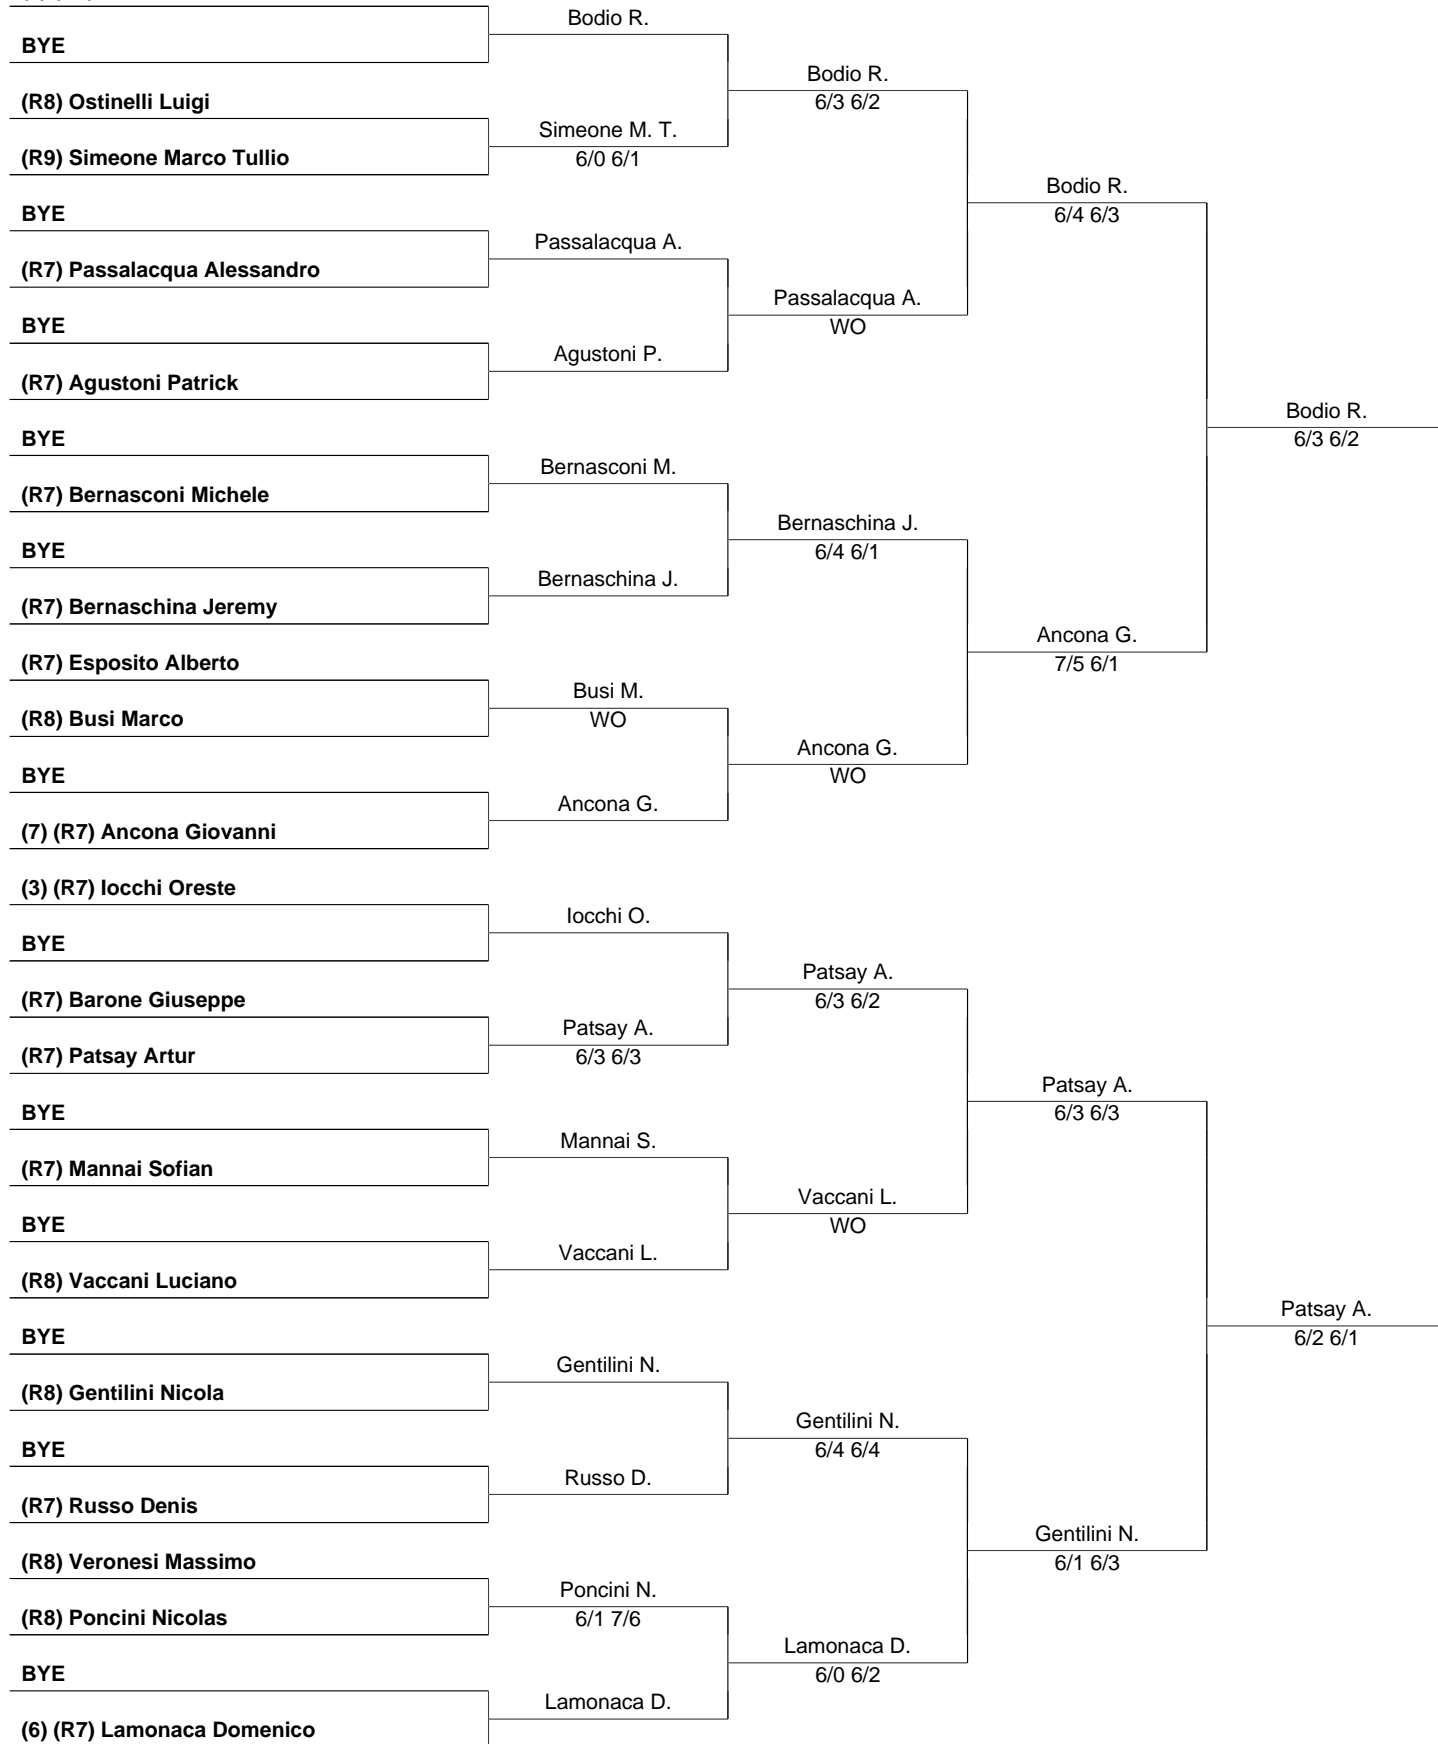 BYE
(R8) Ostinelli Luigi
(R9) Simeone Marco Tullio
BYE
(R7) Passalacqua Alessandro
BYE
(R7) Agustoni Patrick
BYE
(R7) Bernasconi Michele
BYE
(R7) Bernaschina Jeremy
(R7) Esposito Alberto
(R8) Busi Marco
BYE
(7) (R7) Ancona Giovanni
(3) (R7) Iocchi Oreste
BYE
(R7) Barone Giuseppe
(R7) Patsay Artur
BYE
(R7) Mannai Sofian
BYE
(R8) Vaccani Luciano
BYE
(R8) Gentilini Nicola
BYE
(R7) Russo Denis
(R8) Veronesi Massimo
(R8) Poncini Nicolas
BYE
(6) (R7) Lamonaca Domenico
Bodio R.
Simeone M. T.
6/0 6/1
Passalacqua A.
Agustoni P.
Bernasconi M.
Bernaschina J.
Busi M.
WO
Ancona G.
Iocchi O.
Patsay A.
6/3 6/3
Mannai S.
Vaccani L.
Gentilini N.
Russo D.
Poncini N.
6/1 7/6
Lamonaca D.
Bodio R.
6/3 6/2
Passalacqua A.
WO
Bernaschina J.
6/4 6/1
Ancona G.
WO
Patsay A.
6/3 6/2
Vaccani L.
WO
Gentilini N.
6/4 6/4
Lamonaca D.
6/0 6/2
Bodio R.
6/4 6/3
Ancona G.
7/5 6/1
Patsay A.
6/3 6/3
Gentilini N.
6/1 6/3
Bodio R.
6/3 6/2
Patsay A.
6/2 6/1